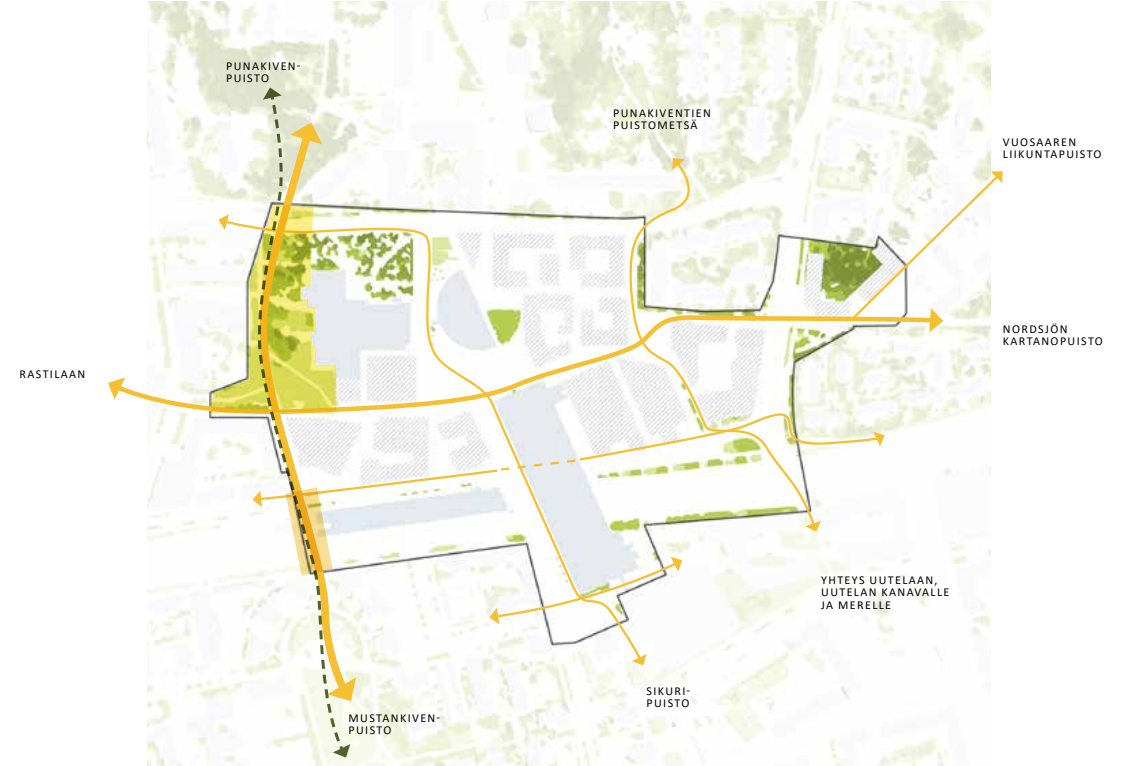 PUNAKIVEN-
PUISTO
PUNAKIVENTIEN
PUISTOMETSÄ
VUOSAAREN
LIIKUNTAPUISTO
NORDSJÖN
KARTANOPUISTO
RASTILAAN
YHTEYS UUTELAAN,
UUTELAN KANAVALLE
JA MERELLE
SIKURI-
PUISTO
MUSTANKIVEN-
PUISTO